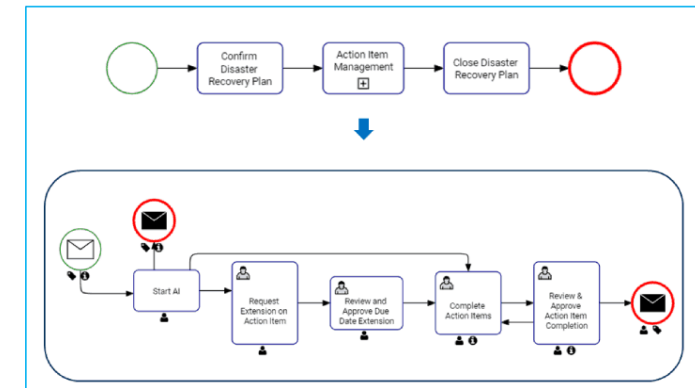 Confirm
Disaster
Recovery Plan
Action Item
Management
Close Disaster
Recovery Plan
Start AI
Request
Extension on
Action Item
Review and
Approve Due
Date Extension
Complete
Action Items
Review &
Approve
Action Item
Completion